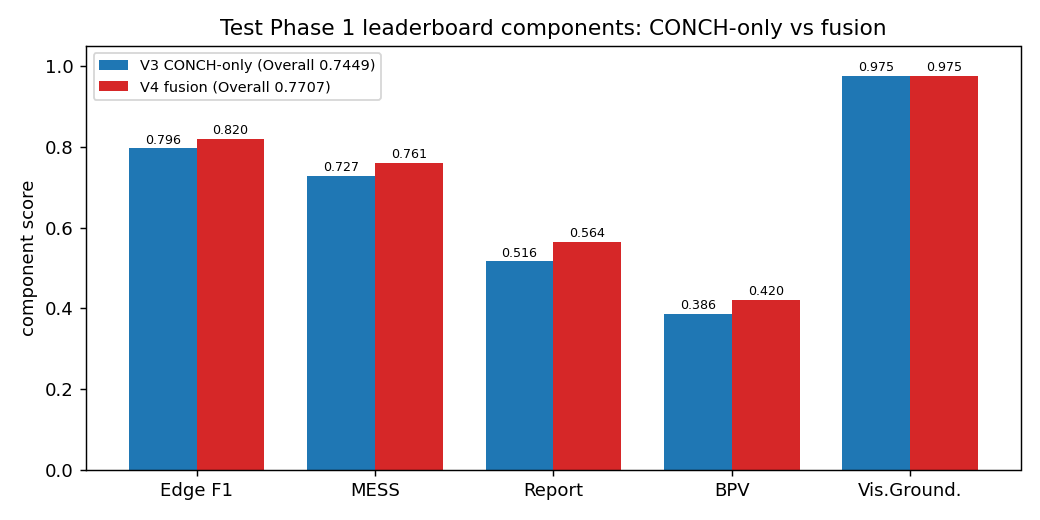 Test Phase 1 leaderboard components: CONCH-only vs fusion
V3 CONCH-only (Overall 0.7449)
V4 fusion (Overall 0.7707)
component score
1.0
0.8
0.6
0.4
0.2
0.0
0.796
0.820
0.727
0.761
0.516
0.564
0.386
0.420
0.975
0.975
Edge F1
MESS
Report
BPV
Vis.Ground.